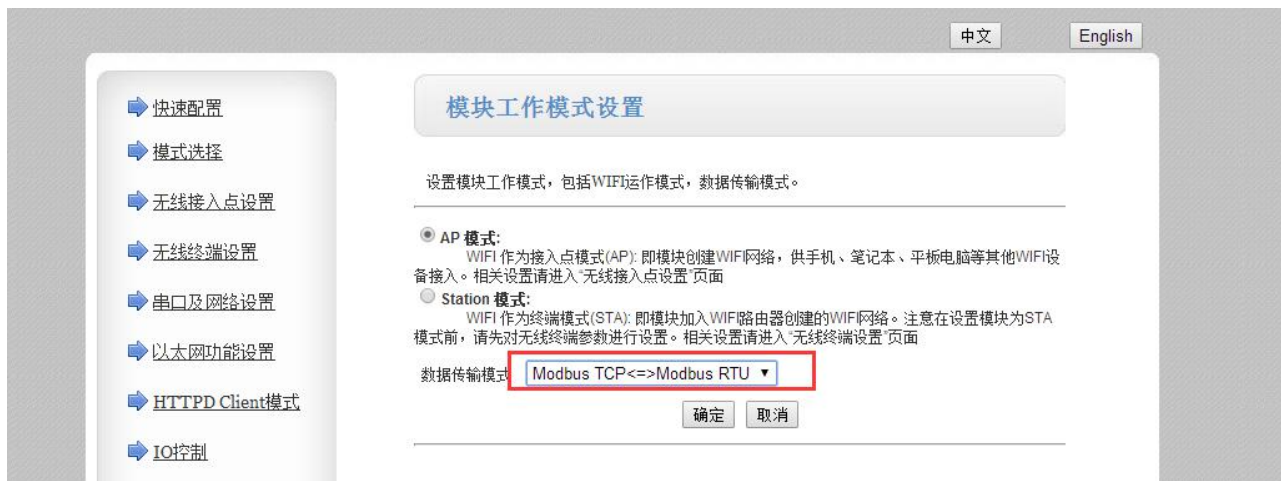 中文
English
快速配置
模式选择
无线接入点设置
无线终端设置
串口及网络设置
以太网功能设置
HTTPD Client模式
IO控制
模块工作模式设置
设置模块工作模式，包括WIFI运作模式，数据传输模式。
AP 模式:
WIFI 作为接入点模式(AP): 即模块创建WIFI网络，供手机、笔记本、平板电脑等其他WIFI设
备接入。相关设置请进入“无线接入点设置”页面
Station 模式:
WIFI 作为终端模式(STA): 即模块加入WIFI路由器创建的WIFI网络。注意在设置模块为STA
模式前，请先对无线终端参数进行设置。相关设置请进入“无线终端设置”页面
数据传输模式 Modbus TCP<=>Modbus RTU
确定 取消